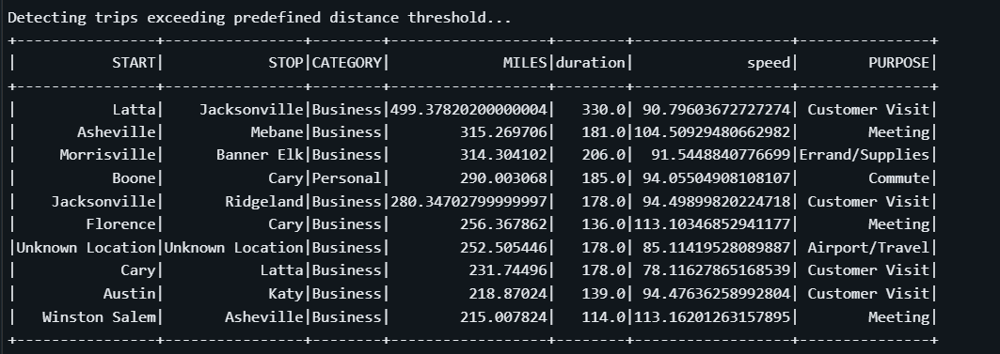 Detecting trips exceeding predefined distance threshold...
+----------------+----------------+--------+------------------+--------+------------------+---------------+
|           START|            STOP|CATEGORY|             MILES|duration|             speed|        PURPOSE|
+----------------+----------------+--------+------------------+--------+------------------+---------------+
|           Latta|    Jacksonville|Business|499.37820200000004|   330.0| 90.79603672727274| Customer Visit|
|       Asheville|          Mebane|Business|        315.269706|   181.0|104.50929480662982|        Meeting|
|     Morrisville|      Banner Elk|Business|        314.304102|   206.0|  91.5448840776699|Errand/Supplies|
|           Boone|            Cary|Personal|        290.003068|   185.0| 94.05504908108107|        Commute|
|    Jacksonville|       Ridgeland|Business|280.34702799999997|   178.0| 94.49899820224718| Customer Visit|
|        Florence|            Cary|Business|        256.367862|   136.0|113.10346852941177|        Meeting|
|Unknown Location|Unknown Location|Business|        252.505446|   178.0| 85.11419528089887| Airport/Travel|
|            Cary|           Latta|Business|         231.74496|   178.0| 78.11627865168539| Customer Visit|
|          Austin|            Katy|Business|         218.87024|   139.0| 94.47636258992804| Customer Visit|
|   Winston Salem|       Asheville|Business|        215.007824|   114.0|113.16201263157895|        Meeting|
+----------------+----------------+--------+------------------+--------+------------------+---------------+